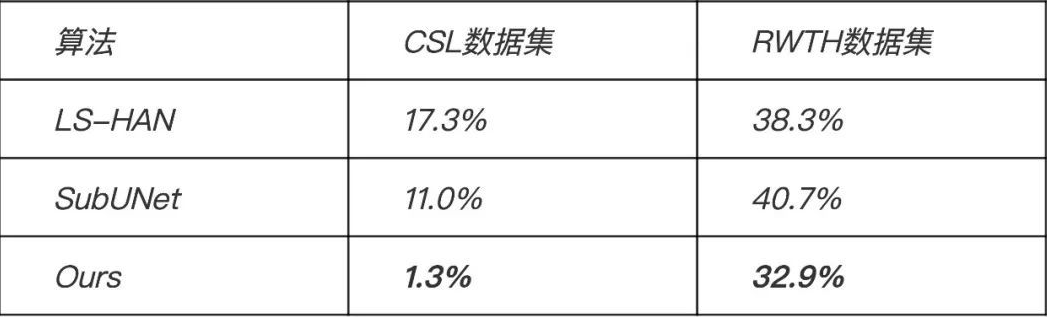 算法 CSL数据集 RWTH数据集
LS-HAN 17.3% 38.3%
SubUNet 11.0% 40.7%
Ours 1.3% 32.9%